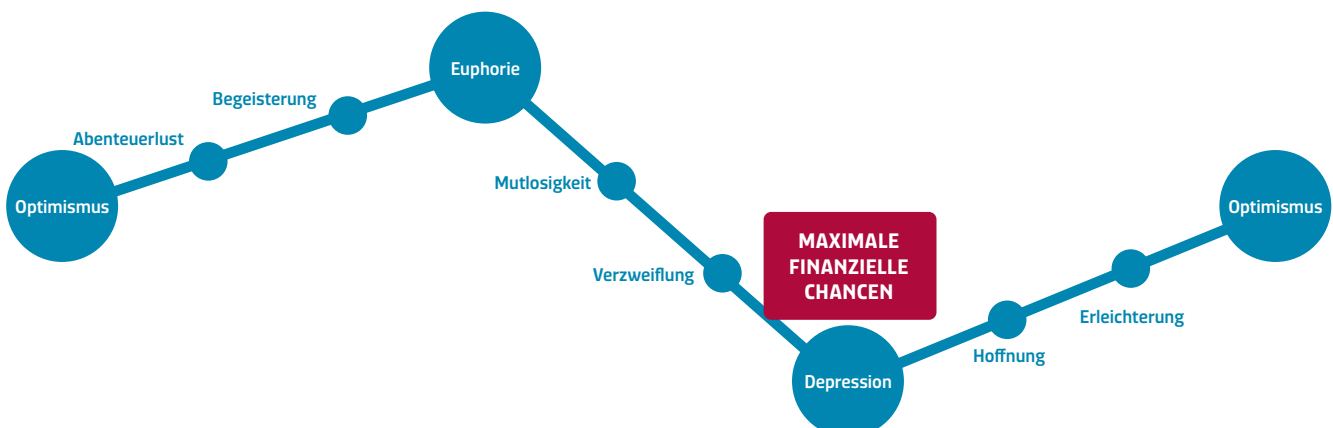 Euphorie
Begeisterung
Abenteuerlust
Optimismus
Mutlosigkeit
Verzweiflung
MAXIMALE
FINANZIELLE
CHANCEN
Depression
Hoffnung
Erleichterung
Optimismus